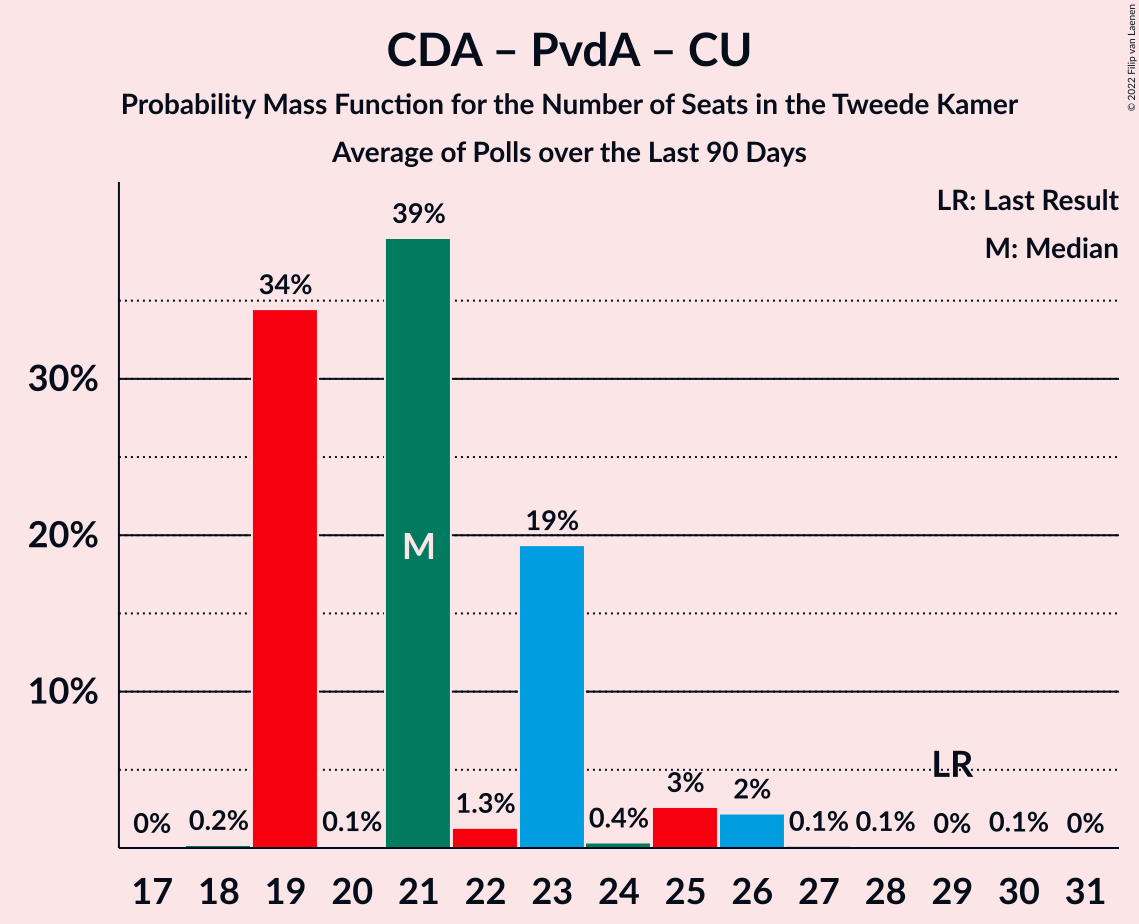 CDA – PvdA – CU
Probability Mass Function for the Number of Seats in the Tweede Kamer
Average of Polls over the Last 90 Days
© 2022 Filip van Laenen
LR: Last Result
M: Median
39%
34%
30%
19%
20%
M
10%
LR
3%
2%
1.3%
0.4%
0% 0.2% 0.1% 0.1% 0.1% 0% 0.1% 0%
17 18 19 20 21 22 23 24 25 26 27 28 29 30 31